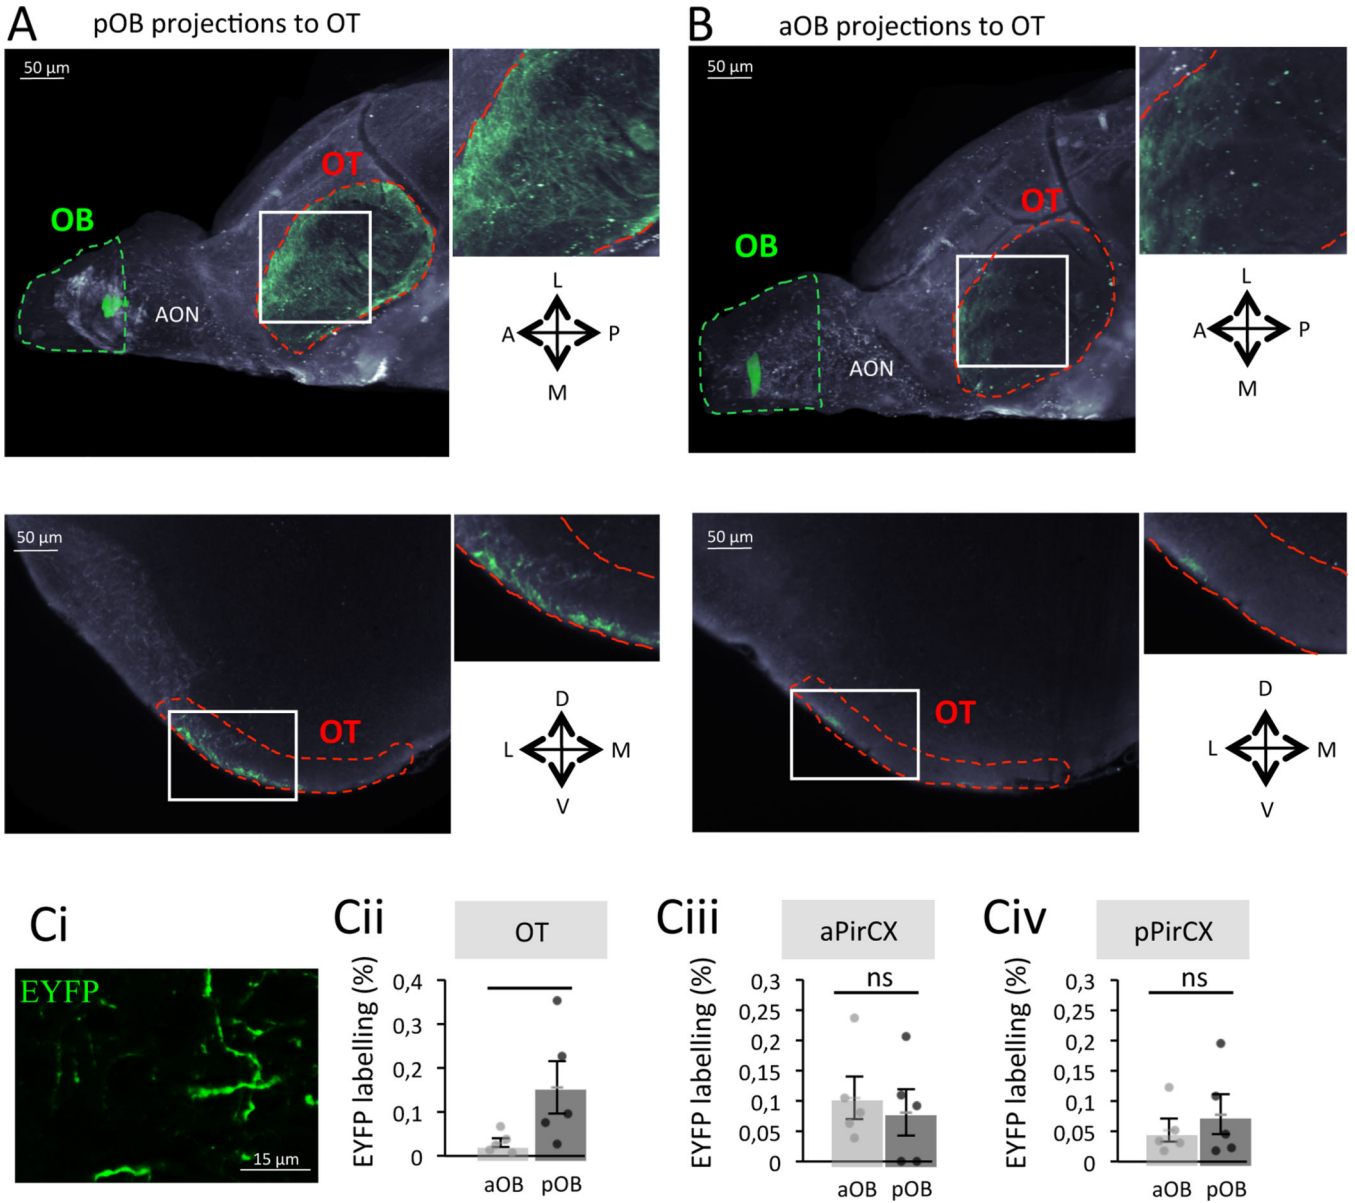 A pOB projections to OT
50 µm
OT
OB
AON
L
A P
M
B aOB projections to OT
50 µm
OT
OB
AON
L
A P
M
50 µm
OT
D
L M
V
50 µm
OT
D
L M
V
Ci
EYFP
15 µm
Cii
OT
EYFP labelling (%)
0,4
0,3
0,2
0,1
0
aOB pOB
Ciii
aPirCX
EYFP labelling (%)
ns
0,3
0,25
0,2
0,15
0,1
0,05
0
aOB pOB
Civ
pPirCX
EYFP labelling (%)
ns
0,3
0,25
0,2
0,15
0,1
0,05
0
aOB pOB